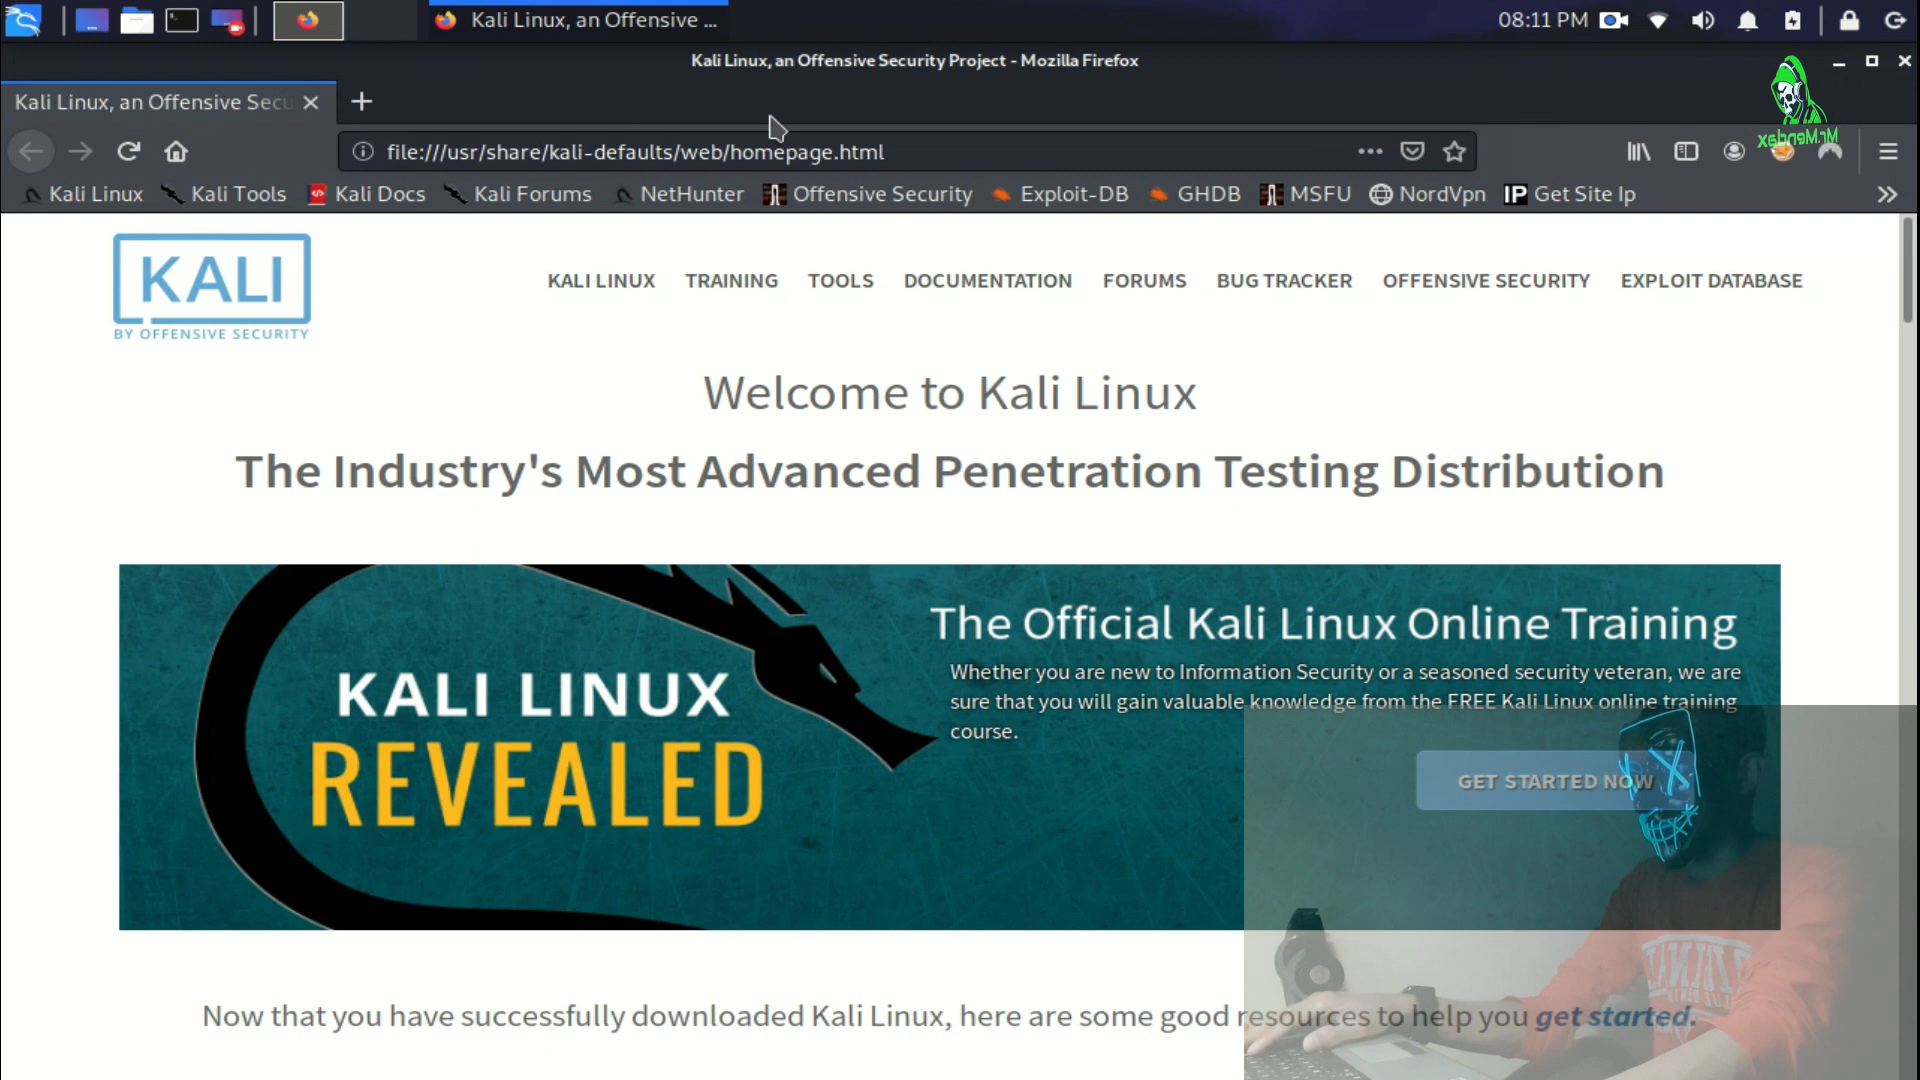 Kali Linux, an Offensive ...
08:11 PM
Kali Linux, an Offensive Security Project - Mozilla Firefox
Kali Linux, an Offensive Secu
file:///usr/share/kali-defaults/web/homepage.html
Mr.Mendax
Kali Linux Kali Tools Kali Docs Kali Forums NetHunter Offensive Security Exploit-DB GHDB MSFU NordVpn IP Get Site Ip
KALI
BY OFFENSIVE SECURITY
KALI LINUX TRAINING TOOLS DOCUMENTATION FORUMS BUG TRACKER OFFENSIVE SECURITY EXPLOIT DATABASE
Welcome to Kali Linux
The Industry's Most Advanced Penetration Testing Distribution
KALI LINUX
REVEALED
The Official Kali Linux Online Training
Whether you are new to Information Security or a seasoned security veteran, we are
sure that you will gain valuable knowledge from the FREE Kali Linux online training
course.
GET STARTED NOW
Now that you have successfully downloaded Kali Linux, here are some good resources to help you get started.